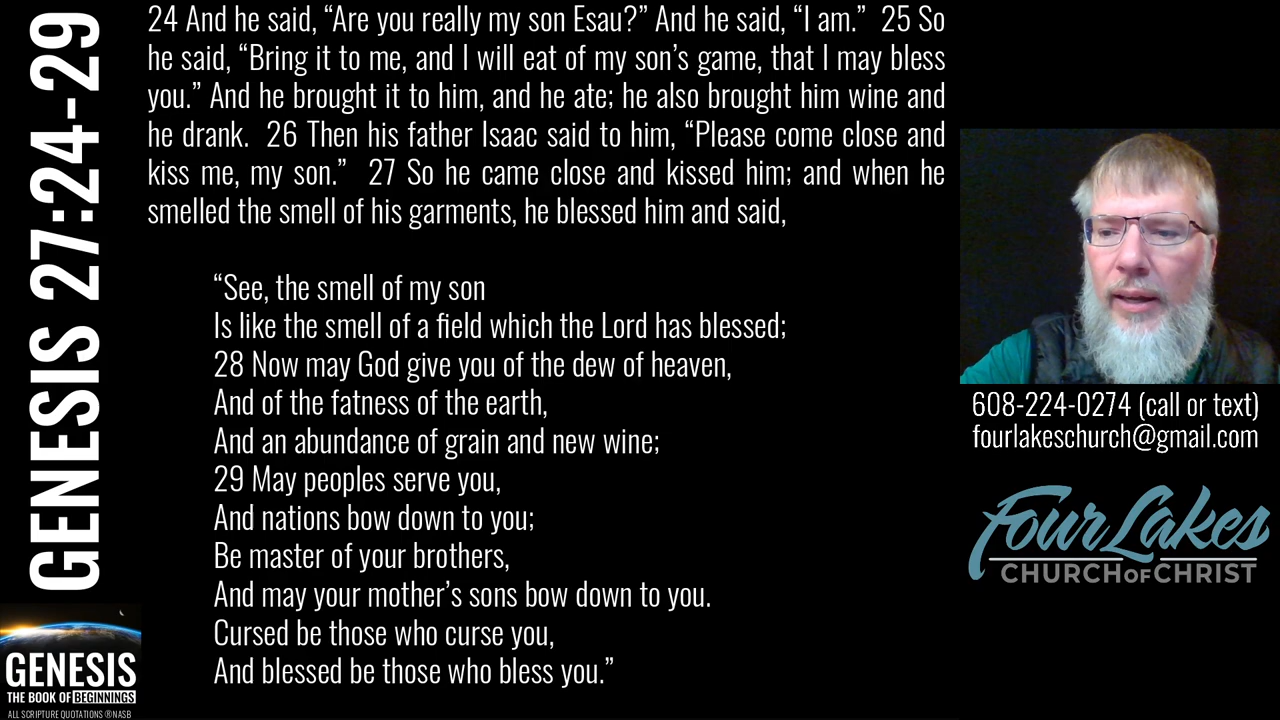 GENESIS 27:24-29
24 And he said, “Are you really my son Esau?” And he said, “I am.”  25 So
he said, “Bring it to me, and I will eat of my son’s game, that I may bless
you.” And he brought it to him, and he ate; he also brought him wine and
he drank.  26 Then his father Isaac said to him, “Please come close and
kiss me, my son.”  27 So he came close and kissed him; and when he
smelled the smell of his garments, he blessed him and said,
“See, the smell of my son
Is like the smell of a field which the Lord has blessed;
28 Now may God give you of the dew of heaven,
And of the fatness of the earth,
And an abundance of grain and new wine;
29 May peoples serve you,
And nations bow down to you;
Be master of your brothers,
And may your mother’s sons bow down to you.
Cursed be those who curse you,
And blessed be those who bless you.”
608-224-0274 (call or text)
fourlakeschurch@gmail.com
Four Lakes
CHURCH OF CHRIST
GENESIS
THE BOOK OF BEGINNINGS
ALL SCRIPTURE QUOTATIONS ®NASB